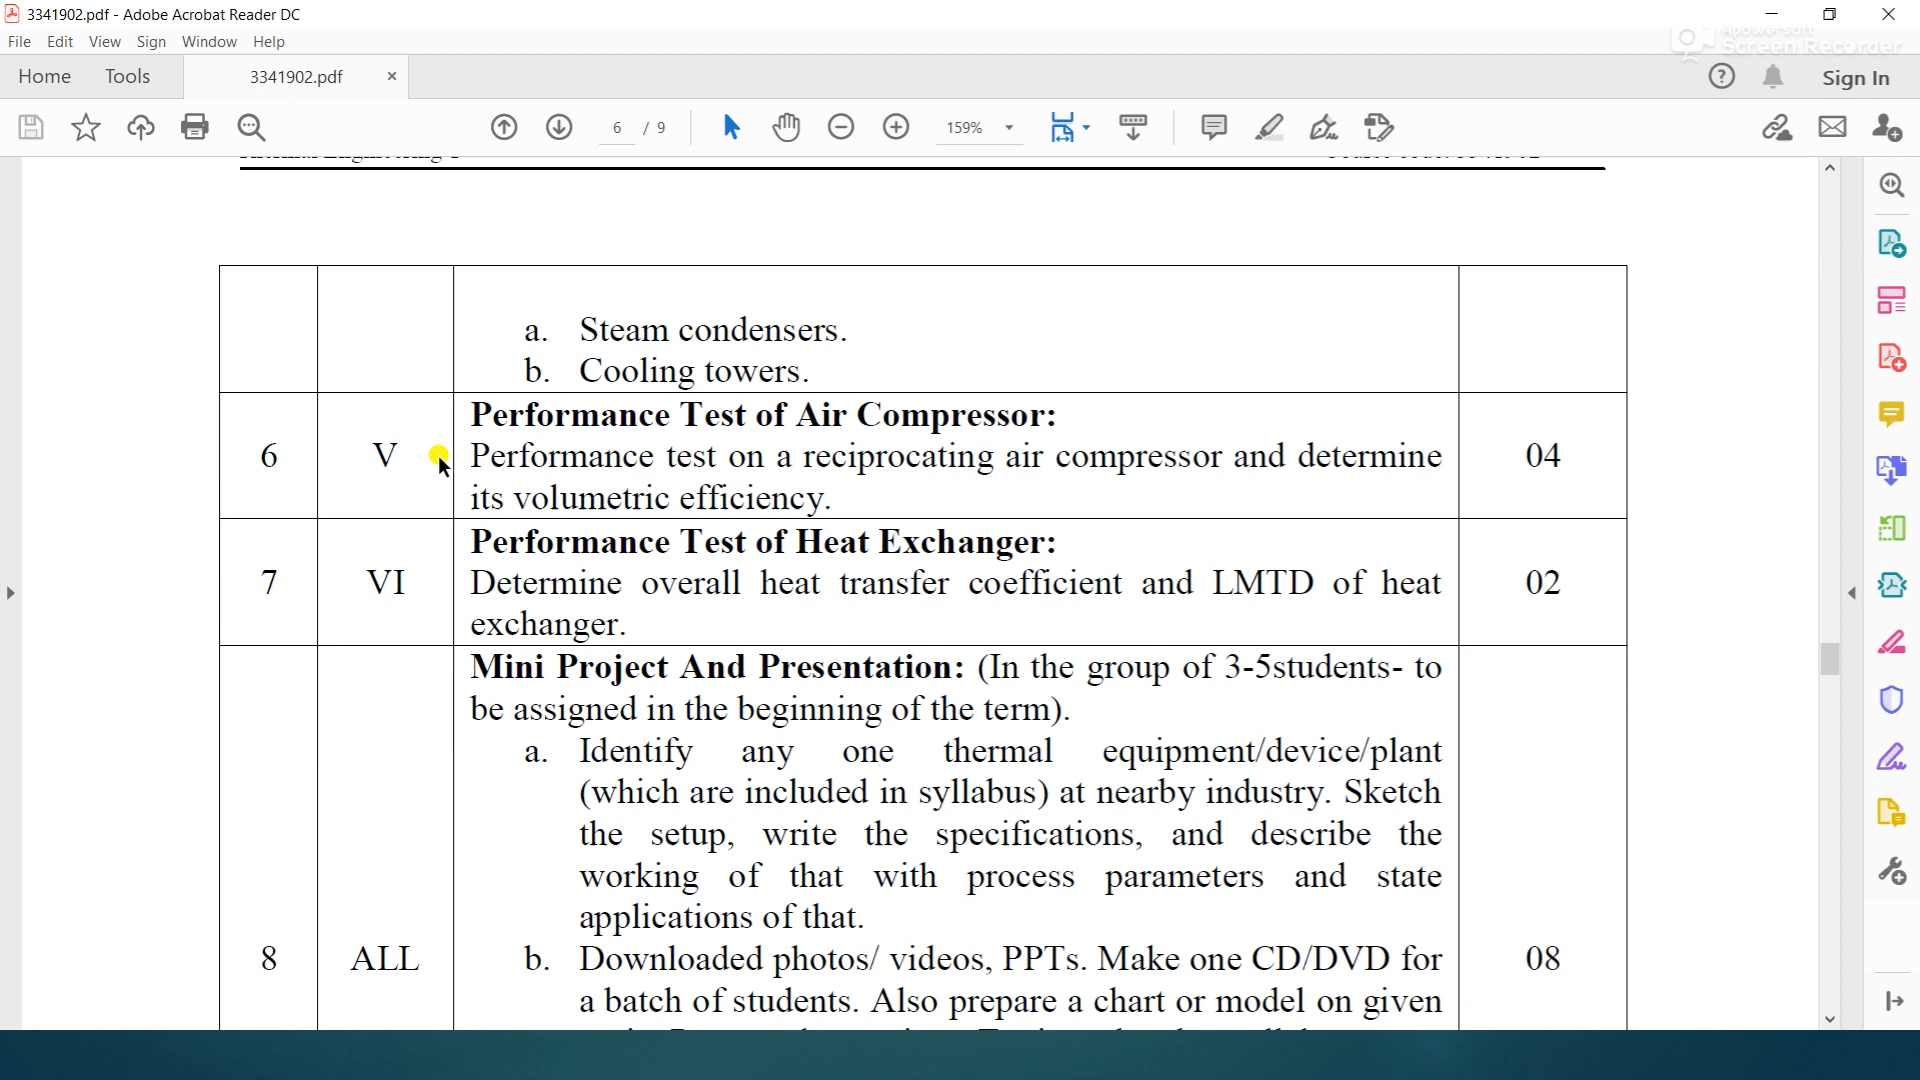 3341902.pdf - Adobe Acrobat Reader DC
File Edit View Sign Window Help
Apowersoft
Screen Recorder
Home Tools 3341902.pdf × Sign In
6 / 9 159%
a. Steam condensers.
b. Cooling towers.
Performance Test of Air Compressor:
6 V Performance test on a reciprocating air compressor and determine 04
its volumetric efficiency.
Performance Test of Heat Exchanger:
7 VI Determine overall heat transfer coefficient and LMTD of heat 02
exchanger.
Mini Project And Presentation: (In the group of 3-5students- to
be assigned in the beginning of the term).
a. Identify any one thermal equipment/device/plant
(which are included in syllabus) at nearby industry. Sketch
the setup, write the specifications, and describe the
working of that with process parameters and state
applications of that.
8 ALL b. Downloaded photos/ videos, PPTs. Make one CD/DVD for 08
a batch of students. Also prepare a chart or model on given